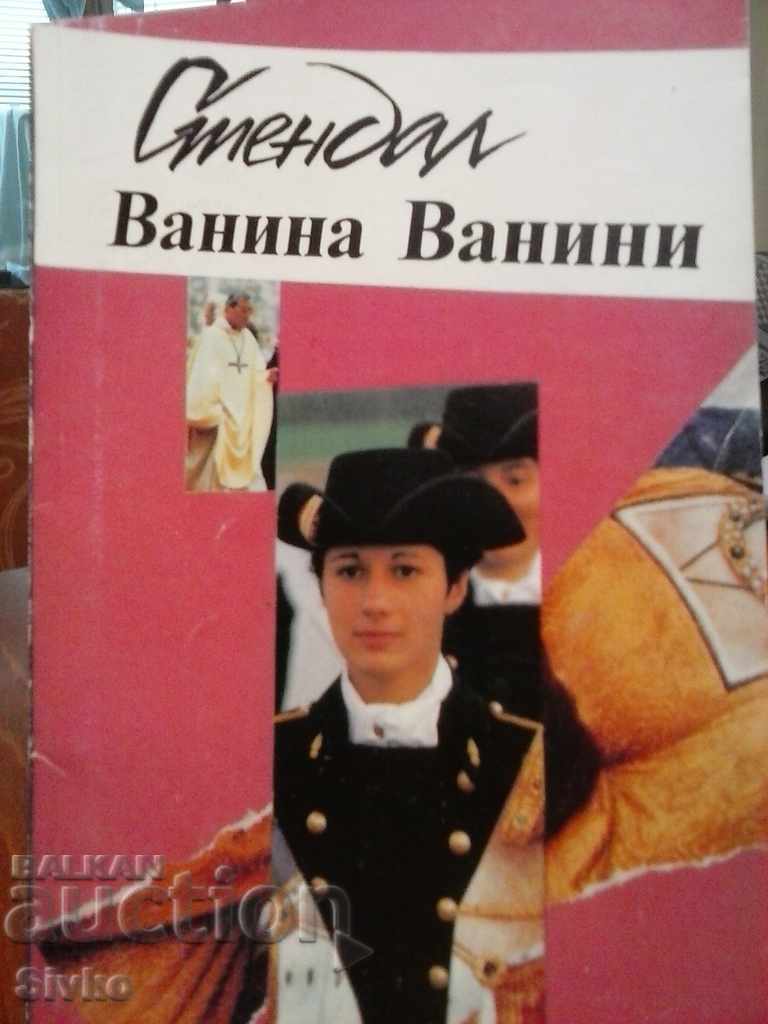 Стендал
Ванина Ванини
BALKAN
auction
Sivko